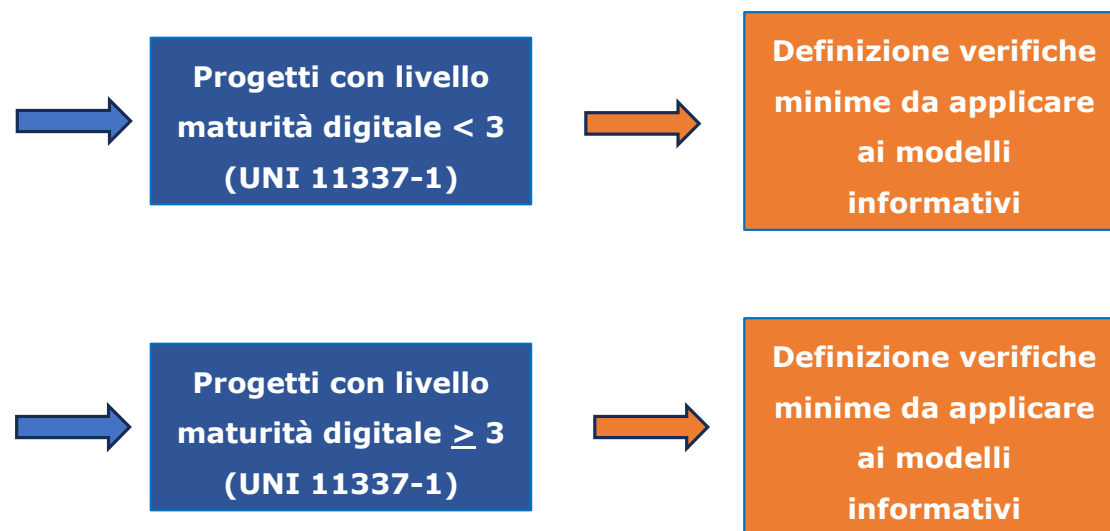 Progetti con livello
maturità digitale < 3
(UNI 11337-1)
Definizione verifiche
minime da applicare
ai modelli
informativi
Progetti con livello
maturità digitale > 3
(UNI 11337-1)
Definizione verifiche
minime da applicare
ai modelli
informativi